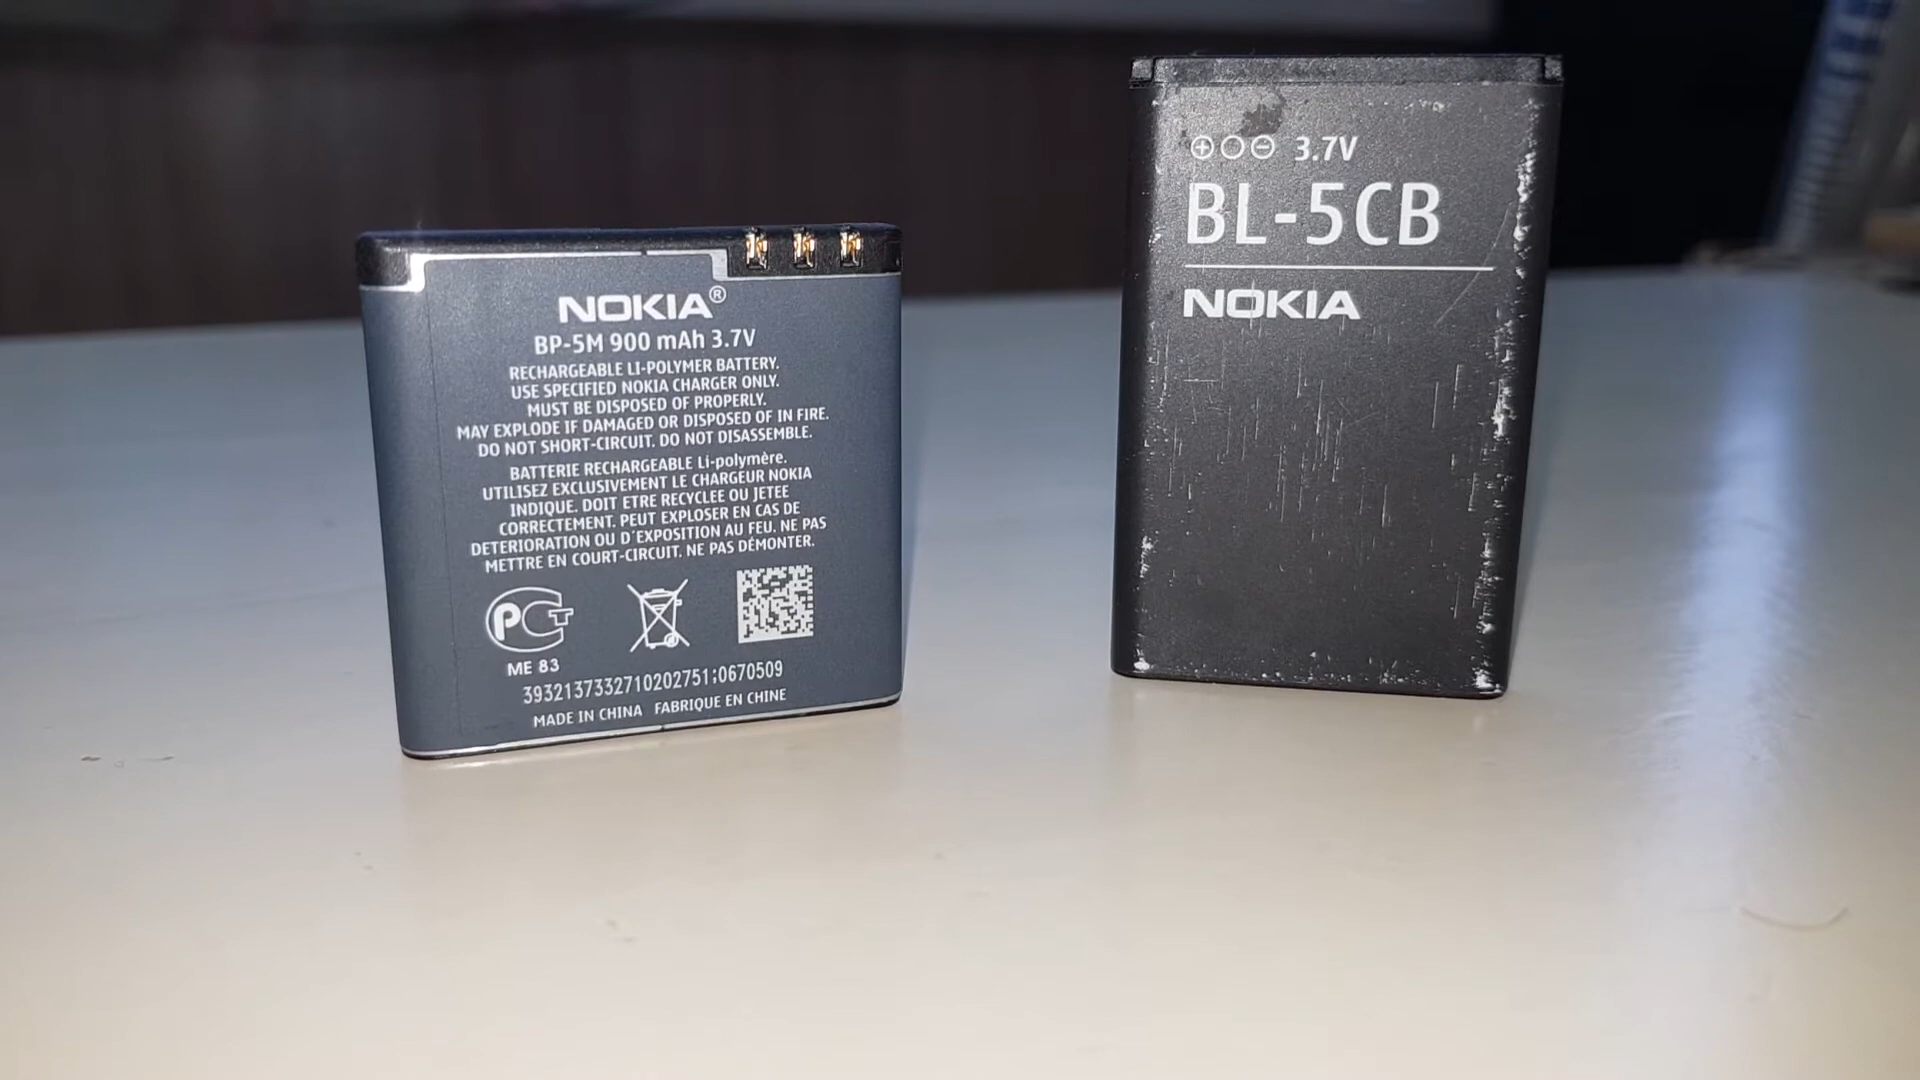 NOKIA®
BP-5M 900 mAh 3.7V
RECHARGEABLE LI-POLYMER BATTERY.
USE SPECIFIED NOKIA CHARGER ONLY.
MUST BE DISPOSED OF PROPERLY.
MAY EXPLODE IF DAMAGED OR DISPOSED OF IN FIRE.
DO NOT SHORT-CIRCUIT. DO NOT DISASSEMBLE.
BATTERIE RECHARGEABLE Li-polymère.
UTILISEZ EXCLUSIVEMENT LE CHARGEUR NOKIA
INDIQUE. DOIT ETRE RECYCLEE OU JETEE
CORRECTEMENT. PEUT EXPLOSER EN CAS DE
DETERIORATION OU D'EXPOSITION AU FEU. NE PAS
METTRE EN COURT-CIRCUIT. NE PAS DÉMONTER.
PCT
ME 83
3932137332710202751;0670509
MADE IN CHINA FABRIQUE EN CHINE
3.7V
BL-5CB
NOKIA